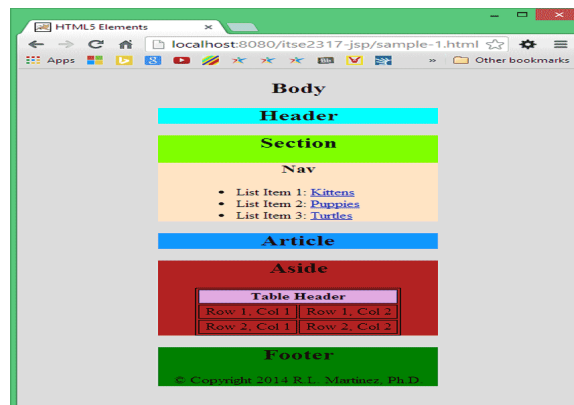 HTML5 Elements
localhost:8080/itse2317-jsp/sample-1.html
Apps
» Other bookmarks
Body
Header
Section
Nav
• List Item 1: Kittens
• List Item 2: Puppies
• List Item 3: Turtles
Article
Aside
Table Header
Row 1, Col 1 Row 1, Col 2
Row 2, Col 1 Row 2, Col 2
Footer
© Copyright 2014 R.L. Martinez, Ph.D.